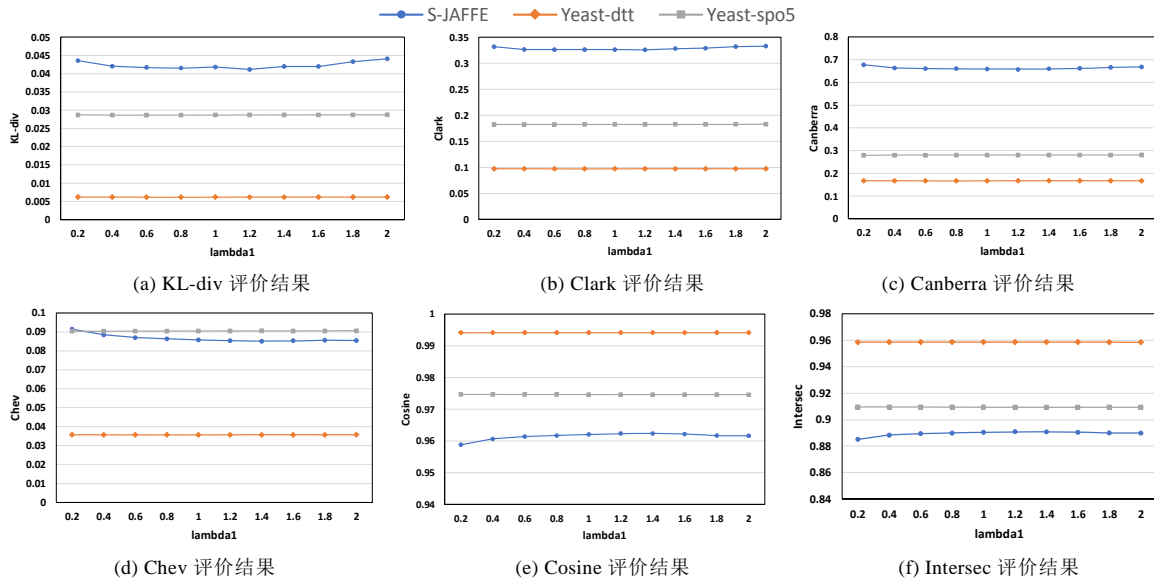 S-JAFFE Yeast-dtt Yeast-spo5
0.05
0.045
0.04
0.035
0.03
0.025
0.02
0.015
0.01
0.005
0
KL-div
0.2 0.4 0.6 0.8 1 1.2 1.4 1.6 1.8 2
lambda1
(a) KL-div 评价结果
0.35
0.3
0.25
0.2
0.15
0.1
0.05
0
Clark
0.2 0.4 0.6 0.8 1 1.2 1.4 1.6 1.8 2
lambda1
(b) Clark 评价结果
0.8
0.7
0.6
0.5
0.4
0.3
0.2
0.1
0
Canberra
0.2 0.4 0.6 0.8 1 1.2 1.4 1.6 1.8 2
lambda1
(c) Canberra 评价结果
0.1
0.09
0.08
0.07
0.06
0.05
0.04
0.03
0.02
0.01
0
Chev
0.2 0.4 0.6 0.8 1 1.2 1.4 1.6 1.8 2
lambda1
(d) Chev 评价结果
1
0.99
0.98
0.97
0.96
0.95
0.94
Cosine
0.2 0.4 0.6 0.8 1 1.2 1.4 1.6 1.8 2
lambda1
(e) Cosine 评价结果
0.98
0.96
0.94
0.92
0.9
0.88
0.86
0.84
Intersec
0.2 0.4 0.6 0.8 1 1.2 1.4 1.6 1.8 2
lambda1
(f) Intersec 评价结果